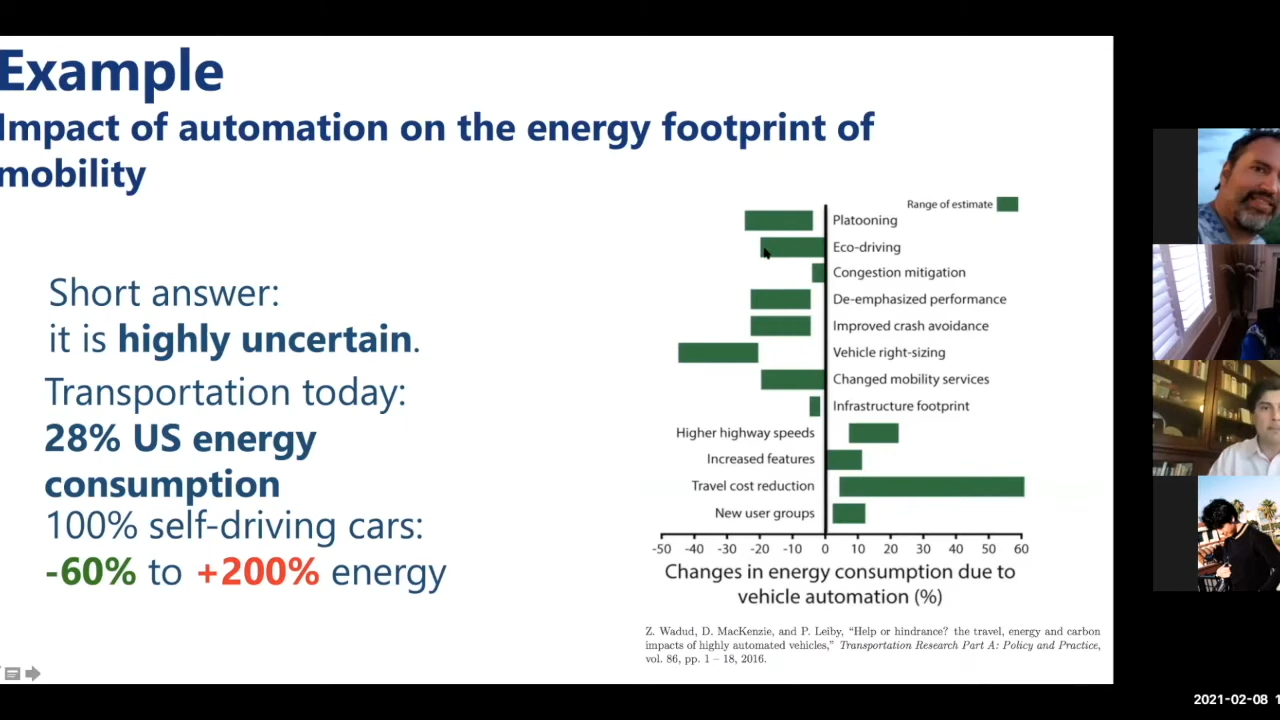 Example
Impact of automation on the energy footprint of
mobility
Short answer:
it is highly uncertain.
Transportation today:
28% US energy
consumption
100% self-driving cars:
-60% to +200% energy
Range of estimate
Platooning
Eco-driving
Congestion mitigation
De-emphasized performance
Improved crash avoidance
Vehicle right-sizing
Changed mobility services
Infrastructure footprint
Higher highway speeds
Increased features
Travel cost reduction
New user groups
-50 -40 -30 -20 -10 0 10 20 30 40 50 60
Changes in energy consumption due to
vehicle automation (%)
Z. Wadud, D. MacKenzie, and P. Leiby, “Help or hindrance? the travel, energy and carbon
impacts of highly automated vehicles,” Transportation Research Part A: Policy and Practice,
vol. 86, pp. 1 – 18, 2016.
2021-02-08 1